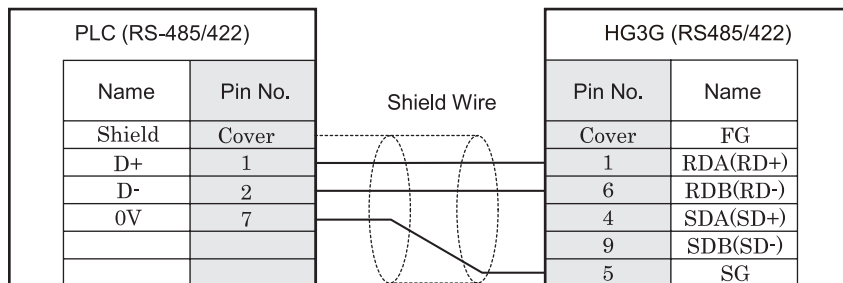 PLC (RS-485/422) HG3G (RS485/422)
Name Pin No. Shield Wire Pin No. Name
Shield Cover Cover FG
D+ 1 1 RDA(RD+)
D- 2 6 RDB(RD-)
0V 7 4 SDA(SD+)
9 SDB(SD-)
5 SG